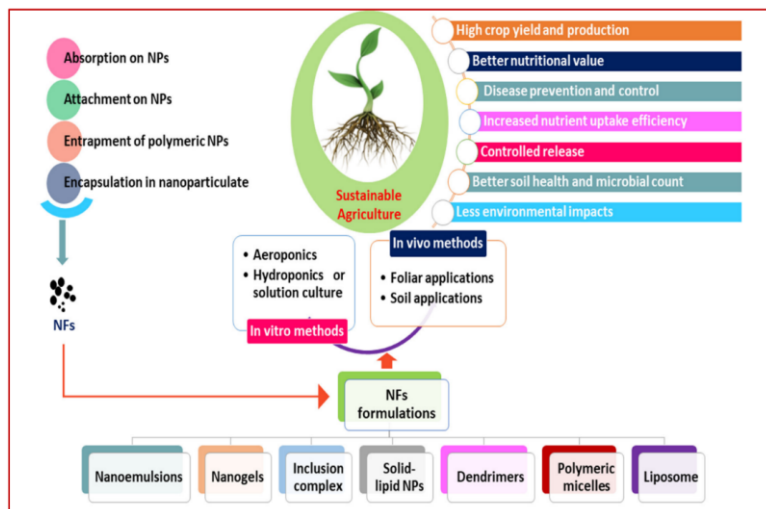 Absorption on NPs
Attachment on NPs
Entrapment of polymeric NPs
Encapsulation in nanoparticulate
NFs
Sustainable
Agriculture
High crop yield and production
Better nutritional value
Disease prevention and control
Increased nutrient uptake efficiency
Controlled release
Better soil health and microbial count
Less environmental impacts
• Aeroponics
• Hydroponics or
solution culture
In vitro methods
In vivo methods
• Foliar applications
• Soil applications
NFs
formulations
Nanoemulsions
Nanogels
Inclusion
complex
Solid-
lipid NPs
Dendrimers
Polymeric
micelles
Liposome